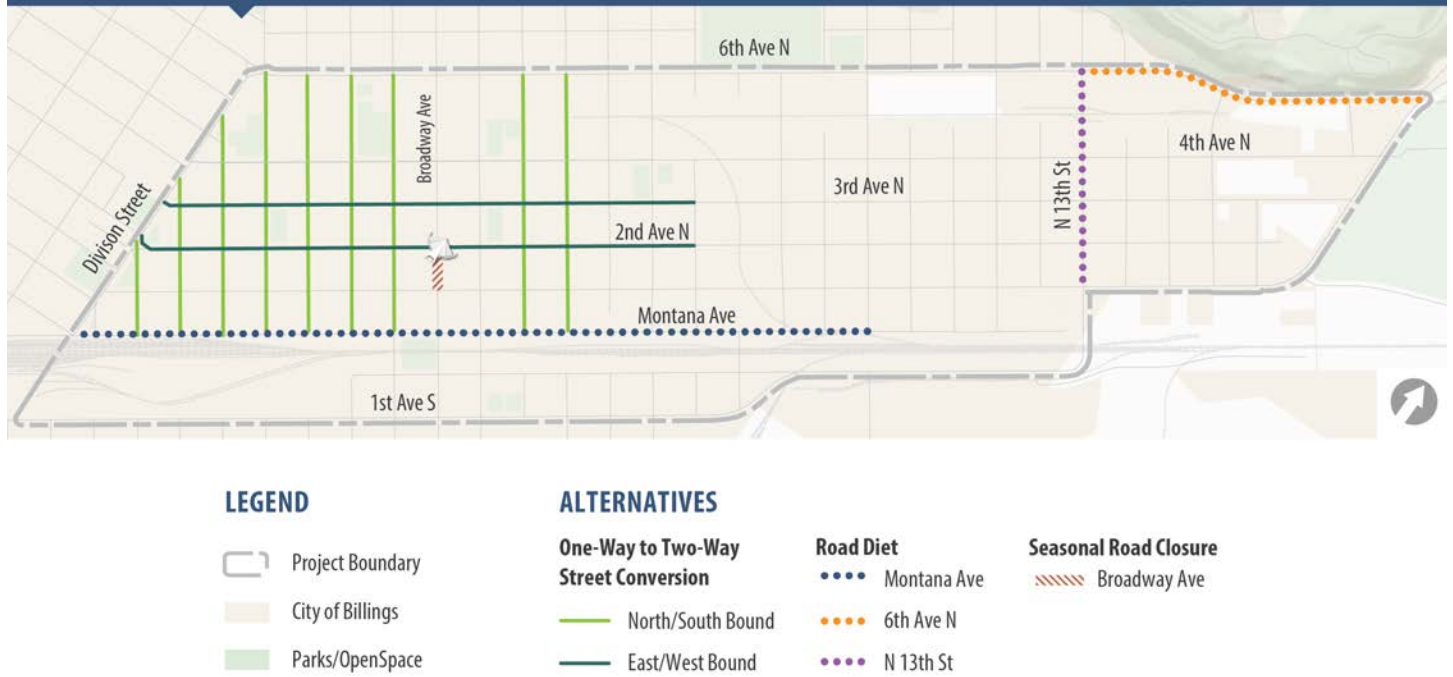 6th Ave N
Broadway Ave
4th Ave N
N 13th St
3rd Ave N
Divison Street
2nd Ave N
Montana Ave
1st Ave S
LEGEND
Project Boundary
City of Billings
Parks/OpenSpace
ALTERNATIVES
One-Way to Two-Way
Street Conversion
North/South Bound
East/West Bound
Road Diet
Montana Ave
6th Ave N
N 13th St
Seasonal Road Closure
Broadway Ave